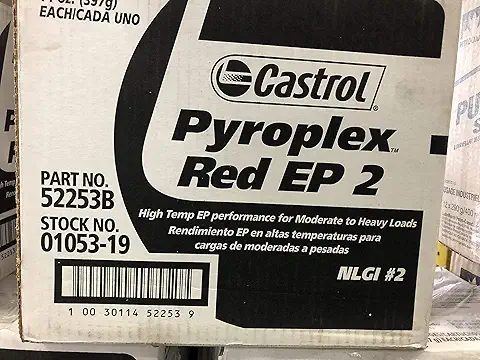 (397g)
EACH/CADA UNO
Castrol
Pyroplex™
Red EP 2
PART NO.
52253B
STOCK NO.
01053-19
High Temp EP performance for Moderate to Heavy Loads
Rendimiento EP en altas temperaturas para
cargas de moderadas a pesadas
NLGI #2
1 00 30114 52253 9